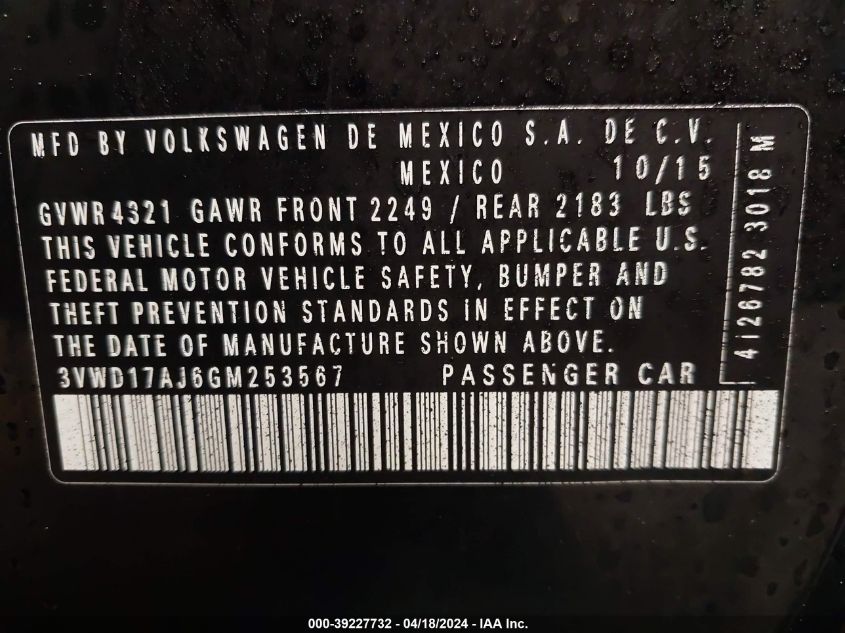 MFD BY VOLKSWAGEN DE MEXICO S.A. DE C.V.
MEXICO 10/15
GVWR 4321 GAWR FRONT 2249 / REAR 2183 LBS
THIS VEHICLE CONFORMS TO ALL APPLICABLE U.S.
FEDERAL MOTOR VEHICLE SAFETY, BUMPER AND
THEFT PREVENTION STANDARDS IN EFFECT ON
THE DATE OF MANUFACTURE SHOWN ABOVE.
3VWD17AJ6GM253567 PASSENGER CAR
4126782 3018 M
000-39227732 - 04/18/2024 - IAA Inc.